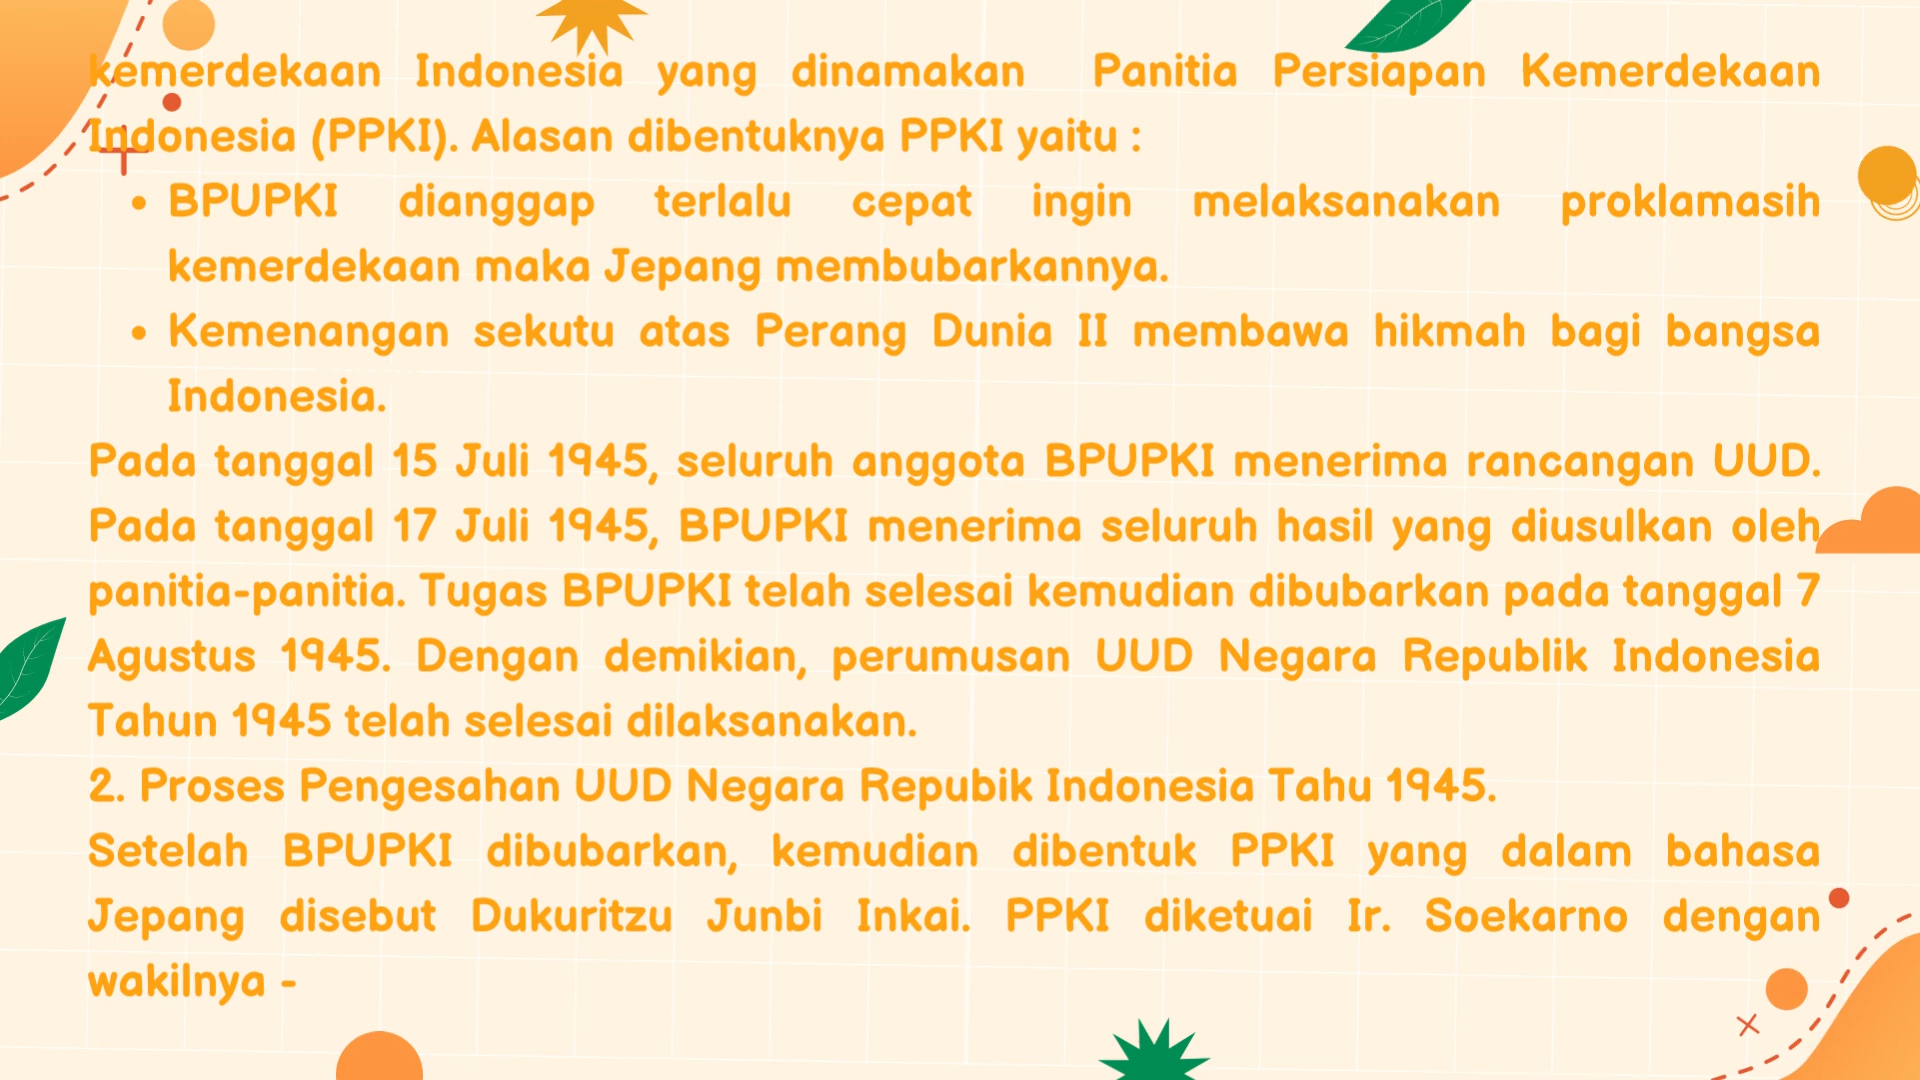 kemerdekaan Indonesia yang dinamakan Panitia Persiapan Kemerdekaan
Indonesia (PPKI). Alasan dibentuknya PPKI yaitu :
• BPUPKI dianggap terlalu cepat ingin melaksanakan proklamasih
kemerdekaan maka Jepang membubarkannya.
• Kemenangan sekutu atas Perang Dunia II membawa hikmah bagi bangsa
Indonesia.
Pada tanggal 15 Juli 1945, seluruh anggota BPUPKI menerima rancangan UUD.
Pada tanggal 17 Juli 1945, BPUPKI menerima seluruh hasil yang diusulkan oleh
panitia-panitia. Tugas BPUPKI telah selesai kemudian dibubarkan pada tanggal 7
Agustus 1945. Dengan demikian, perumusan UUD Negara Republik Indonesia
Tahun 1945 telah selesai dilaksanakan.
2. Proses Pengesahan UUD Negara Repubik Indonesia Tahu 1945.
Setelah BPUPKI dibubarkan, kemudian dibentuk PPKI yang dalam bahasa
Jepang disebut Dukuritzu Junbi Inkai. PPKI diketuai Ir. Soekarno dengan
wakilnya -